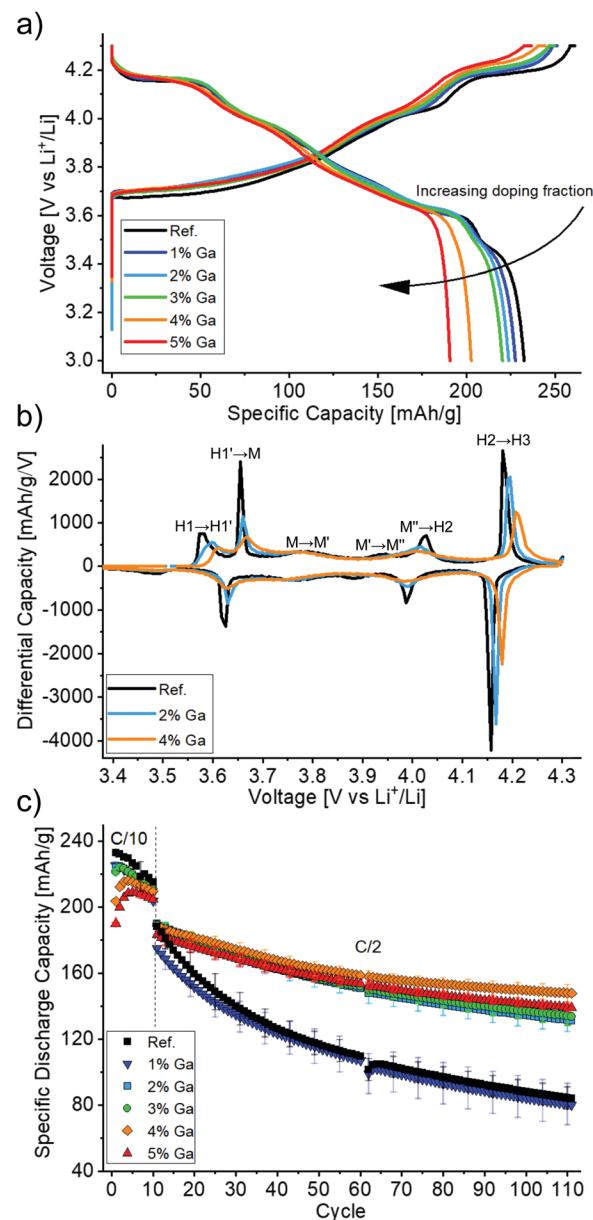 a)
4.2
3.9
3.6
3.3
3.0
Voltage [V vs Li⁺/Li]
Increasing doping fraction
Ref.
1% Ga
2% Ga
3% Ga
4% Ga
5% Ga
0 50 100 150 200 250
Specific Capacity [mAh/g]
b)
2000
1000
0
-1000
-2000
-3000
-4000
Differential Capacity [mAh/g/V]
H1'→M
H2→H3
H1→H1'
M→M'
M'→M''
M''→H2
Ref.
2% Ga
4% Ga
3.4 3.5 3.6 3.7 3.8 3.9 4.0 4.1 4.2 4.3
Voltage [V vs Li⁺/Li]
c)
240
200
160
120
80
40
Specific Discharge Capacity [mAh/g]
C/10
C/2
Ref.
1% Ga
2% Ga
3% Ga
4% Ga
5% Ga
0 10 20 30 40 50 60 70 80 90 100 110
Cycle